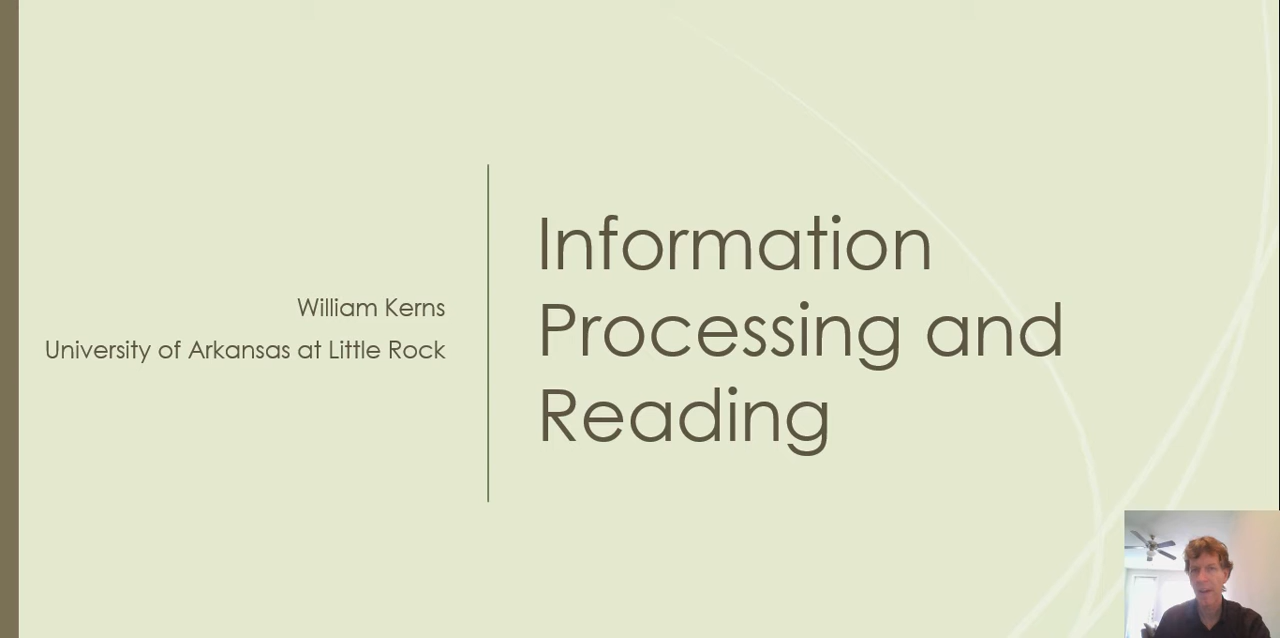 William Kerns
University of Arkansas at Little Rock
Information
Processing and
Reading